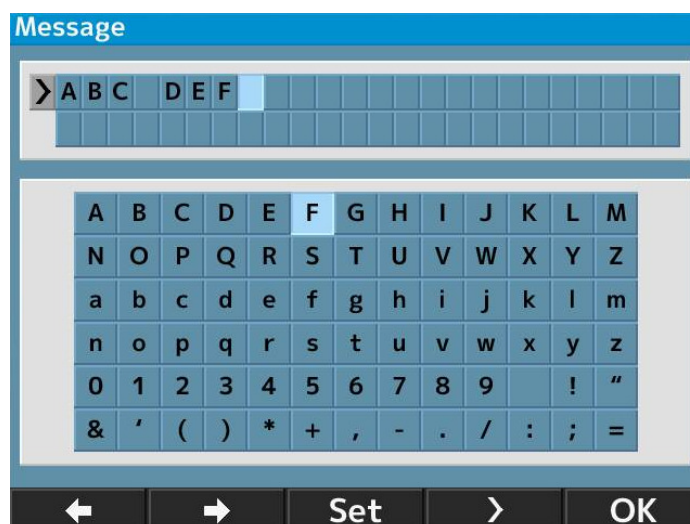 Message
> ABC DEF
A B C D E F G H I J K L M
N O P Q R S T U V W X Y Z
a b c d e f g h i j k l m
n o p q r s t u v w x y z
0 1 2 3 4 5 6 7 8 9 ! "
& ' ( ) * + , - . / : ; =
← → Set > OK